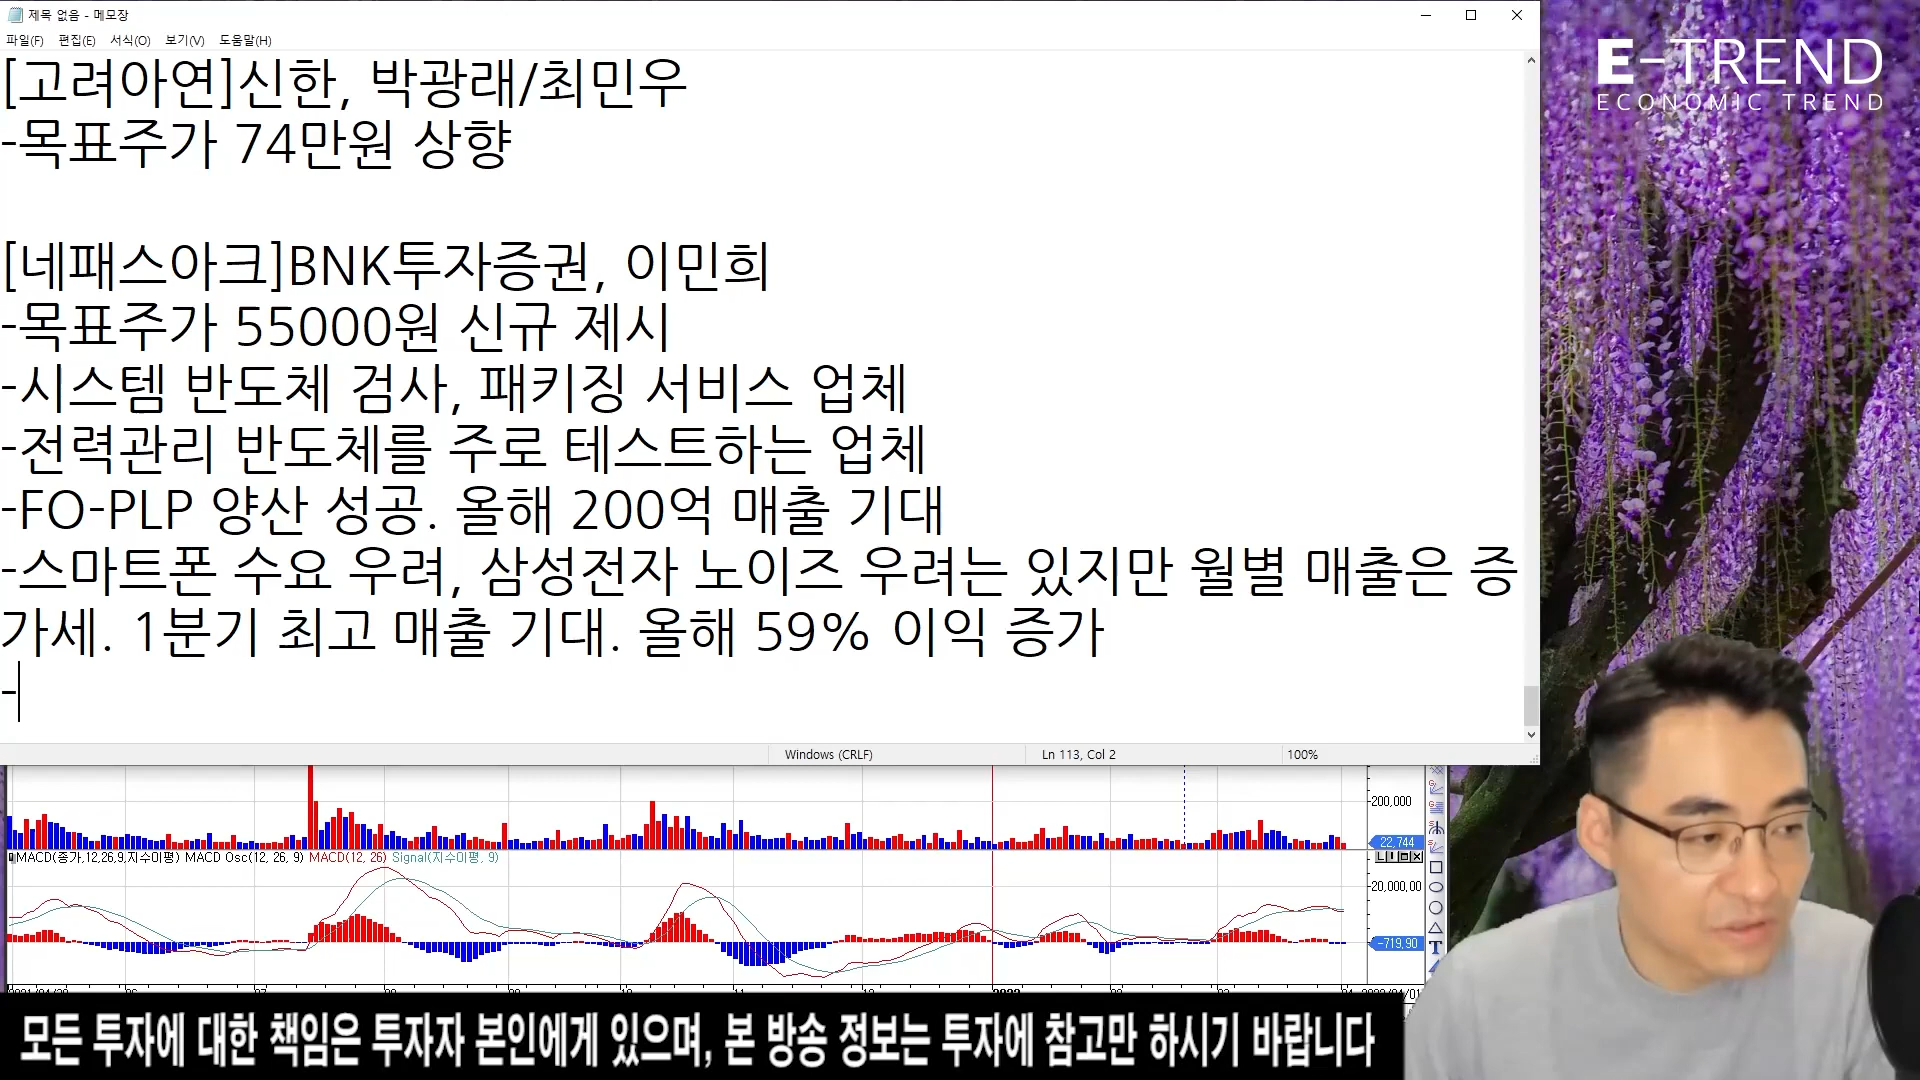 제목 없음 - 메모장
파일(F) 편집(E) 서식(O) 보기(V) 도움말(H)
[고려아연]신한, 박광래/최민우
-목표주가 74만원 상향
[네패스아크]BNK투자증권, 이민희
-목표주가 55000원 신규 제시
-시스템 반도체 검사, 패키징 서비스 업체
-전력관리 반도체를 주로 테스트하는 업체
-FO-PLP 양산 성공. 올해 200억 매출 기대
-스마트폰 수요 우려, 삼성전자 노이즈 우려는 있지만 월별 매출은 증
가세. 1분기 최고 매출 기대. 올해 59% 이익 증가
-
Windows (CRLF) Ln 113, Col 2 100%
E-TREND
ECONOMIC TREND
200,000
22,744
MACD(종가,12,26,9,지수이평) MACD Osc(12, 26, 9) MACD(12, 26) Signal(지수이평, 9)
20,000.00
-719.90
모든 투자에 대한 책임은 투자자 본인에게 있으며, 본 방송 정보는 투자에 참고만 하시기 바랍니다